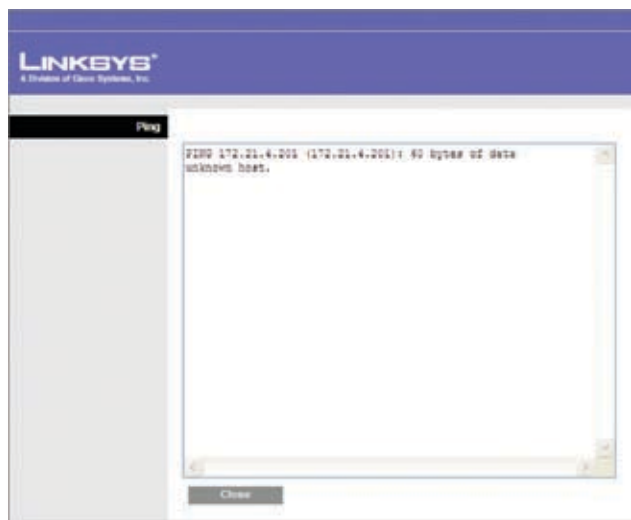 LINKSYS®
A Division of Cisco Systems, Inc.
Ping
PING 172.21.4.201 (172.21.4.201): 60 bytes of data
unknown host.
Close